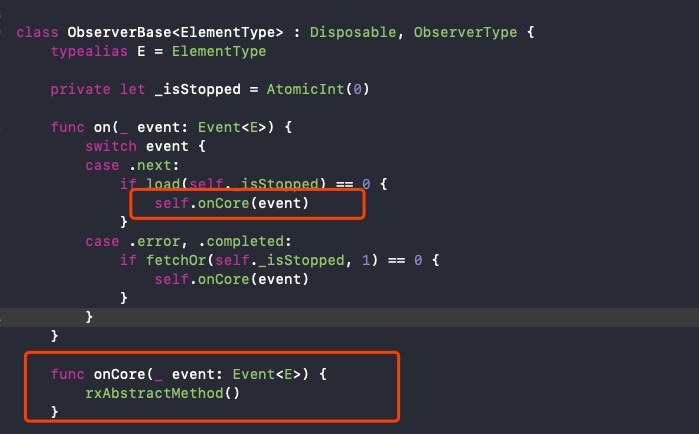 class ObserverBase<ElementType> : Disposable, ObserverType {
    typealias E = ElementType
    private let _isStopped = AtomicInt(0)
    func on(_ event: Event<E>) {
        switch event {
        case .next:
            if load(self._isStopped) == 0 {
                self.onCore(event)
            }
        case .error, .completed:
            if fetchOr(self._isStopped, 1) == 0 {
                self.onCore(event)
            }
        }
    }
    func onCore(_ event: Event<E>) {
        rxAbstractMethod()
    }